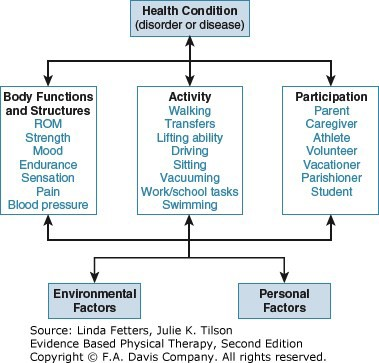 Health Condition
(disorder or disease)
Body Functions
and Structures
ROM
Strength
Mood
Endurance
Sensation
Pain
Blood pressure
Activity
Walking
Transfers
Lifting ability
Driving
Sitting
Vacuuming
Work/school tasks
Swimming
Participation
Parent
Caregiver
Athlete
Volunteer
Vacationer
Parishioner
Student
Environmental
Factors
Personal
Factors
Source: Linda Fetters, Julie K. Tilson
Evidence Based Physical Therapy, Second Edition
Copyright © F.A. Davis Company. All rights reserved.